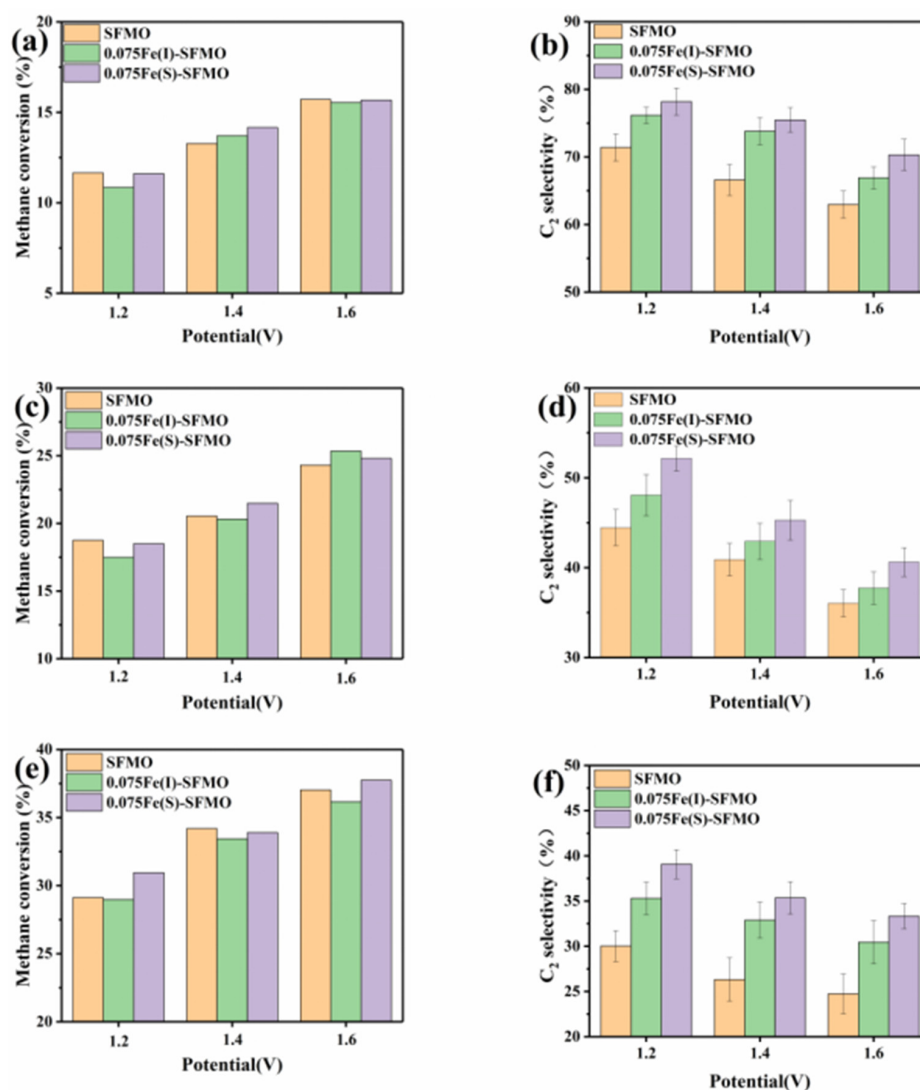 (a)
SFMO
0.075Fe(I)-SFMO
0.075Fe(S)-SFMO
Methane conversion (%)
20
15
10
5
1.2 1.4 1.6
Potential(V)
(b)
SFMO
0.075Fe(I)-SFMO
0.075Fe(S)-SFMO
C2 selectivity (%)
90
80
70
60
50
1.2 1.4 1.6
Potential(V)
(c)
SFMO
0.075Fe(I)-SFMO
0.075Fe(S)-SFMO
Methane conversion (%)
30
25
20
15
10
1.2 1.4 1.6
Potential(V)
(d)
SFMO
0.075Fe(I)-SFMO
0.075Fe(S)-SFMO
C2 selectivity (%)
60
50
40
30
1.2 1.4 1.6
Potential(V)
(e)
SFMO
0.075Fe(I)-SFMO
0.075Fe(S)-SFMO
Methane conversion (%)
40
35
30
25
20
1.2 1.4 1.6
Potential(V)
(f)
SFMO
0.075Fe(I)-SFMO
0.075Fe(S)-SFMO
C2 selectivity (%)
50
45
40
35
30
25
20
1.2 1.4 1.6
Potential(V)